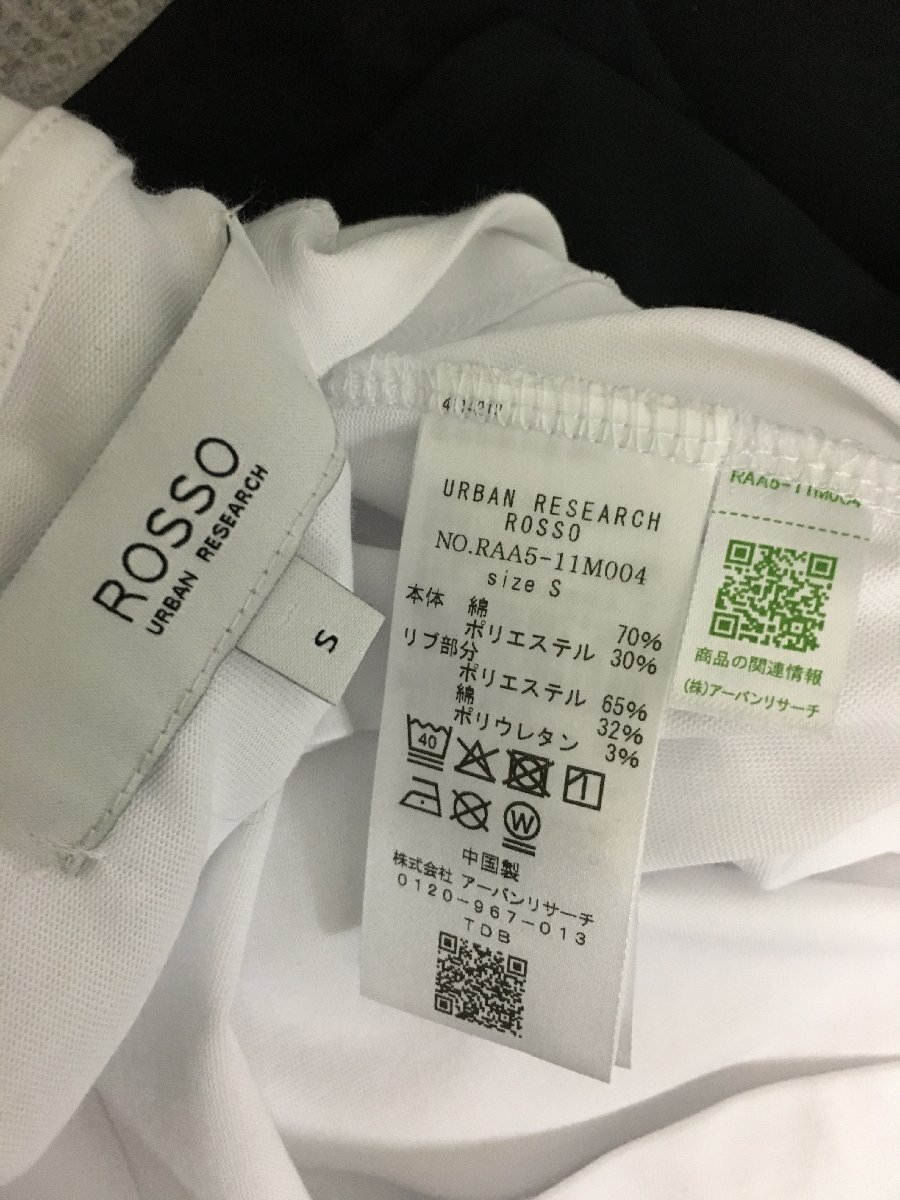 ROSSO
URBAN RESEARCH
S
URBAN RESEARCH
ROSSO
NO.RAA5-11M004
size S
本体 綿 70%
ポリエステル 30%
リブ部分
ポリエステル 65%
綿 32%
ポリウレタン 3%
40
W
中国製
株式会社 アーバンリサーチ
0120-967-013
TDB
RAA5-11M004
商品の関連情報
(株)アーバンリサーチ